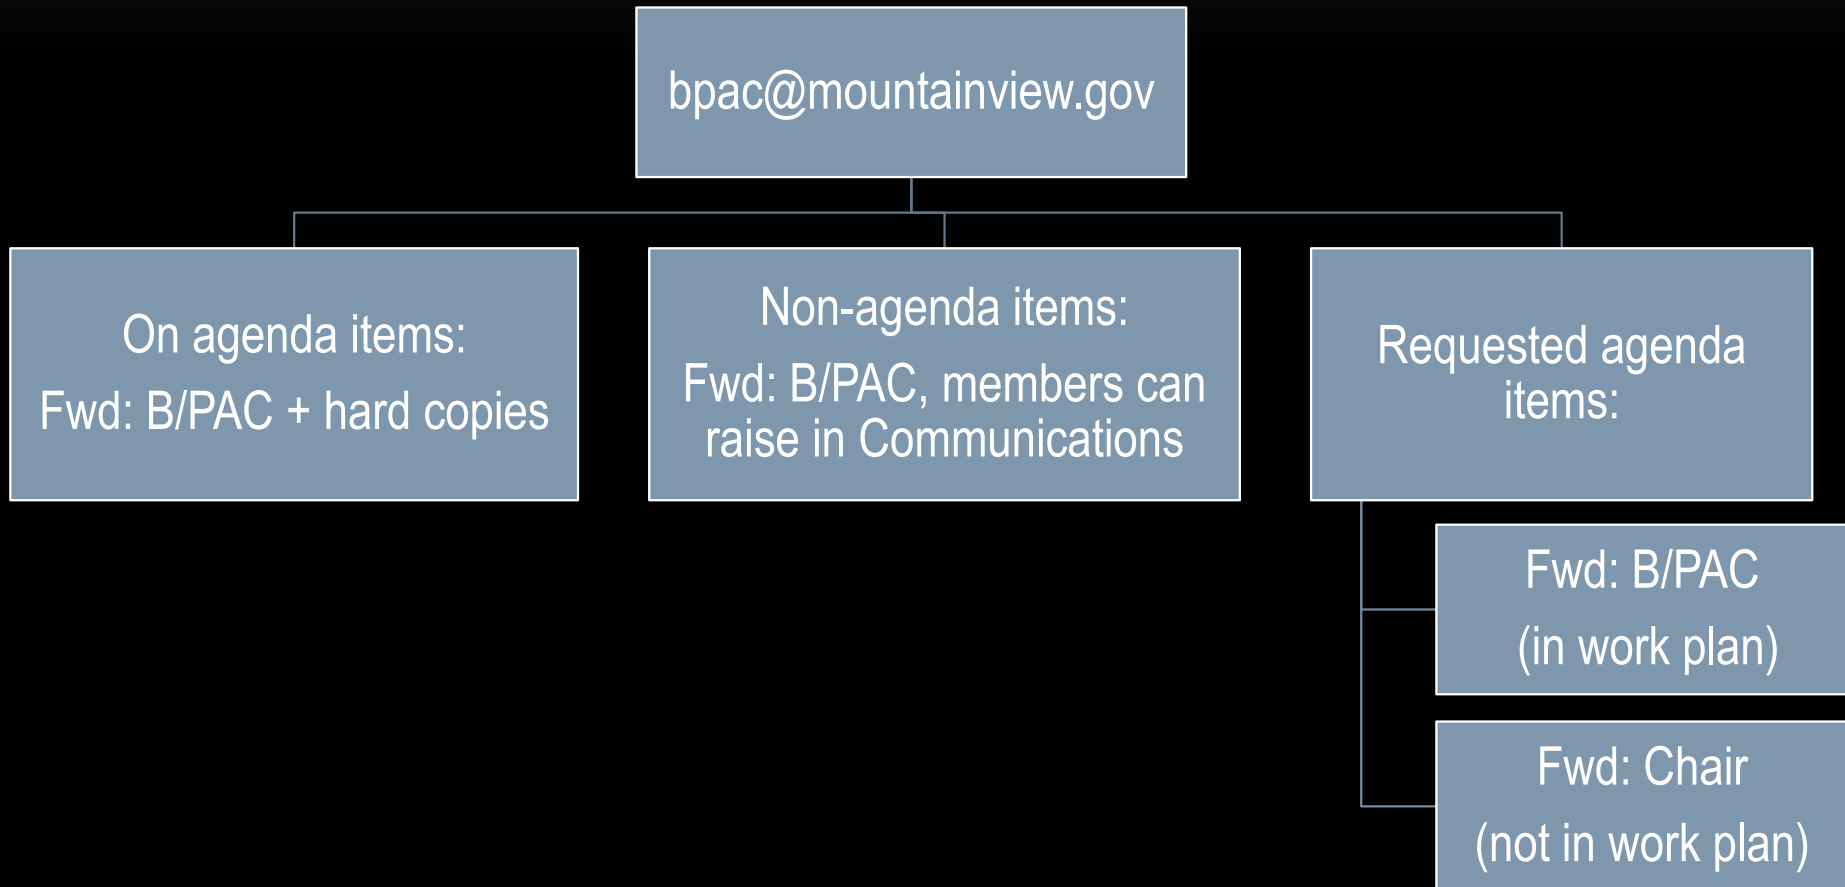 bpac@mountainview.gov
On agenda items:
Fwd: B/PAC + hard copies
Non-agenda items:
Fwd: B/PAC, members can
raise in Communications
Requested agenda
items:
Fwd: B/PAC
(in work plan)
Fwd: Chair
(not in work plan)